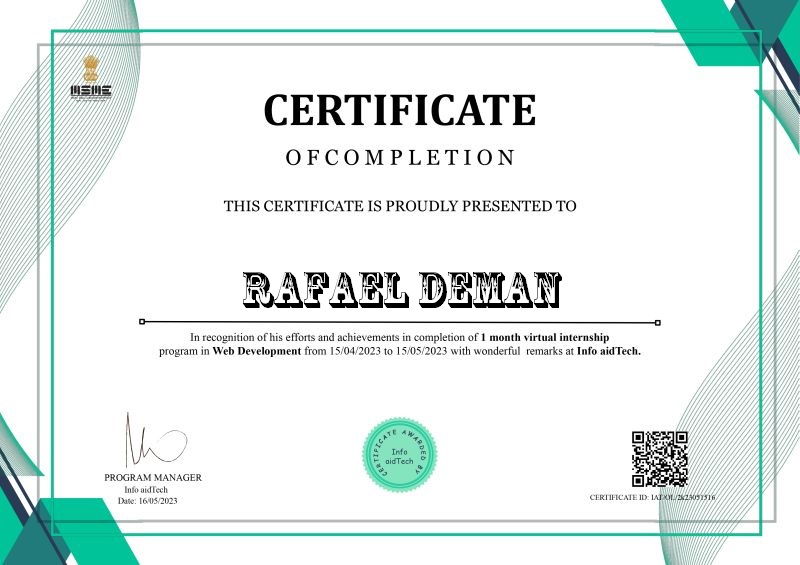 MSME
CERTIFICATE
OFCOMPLETION
THIS CERTIFICATE IS PROUDLY PRESENTED TO
RAFAEL DEMAN
In recognition of his efforts and achievements in completion of 1 month virtual internship
program in Web Development from 15/04/2023 to 15/05/2023 with wonderful remarks at Info aidTech.
PROGRAM MANAGER
Info aidTech
Date: 16/05/2023
CERTIFICATE AWARDED BY
Info
aidTech
CERTIFICATE ID: